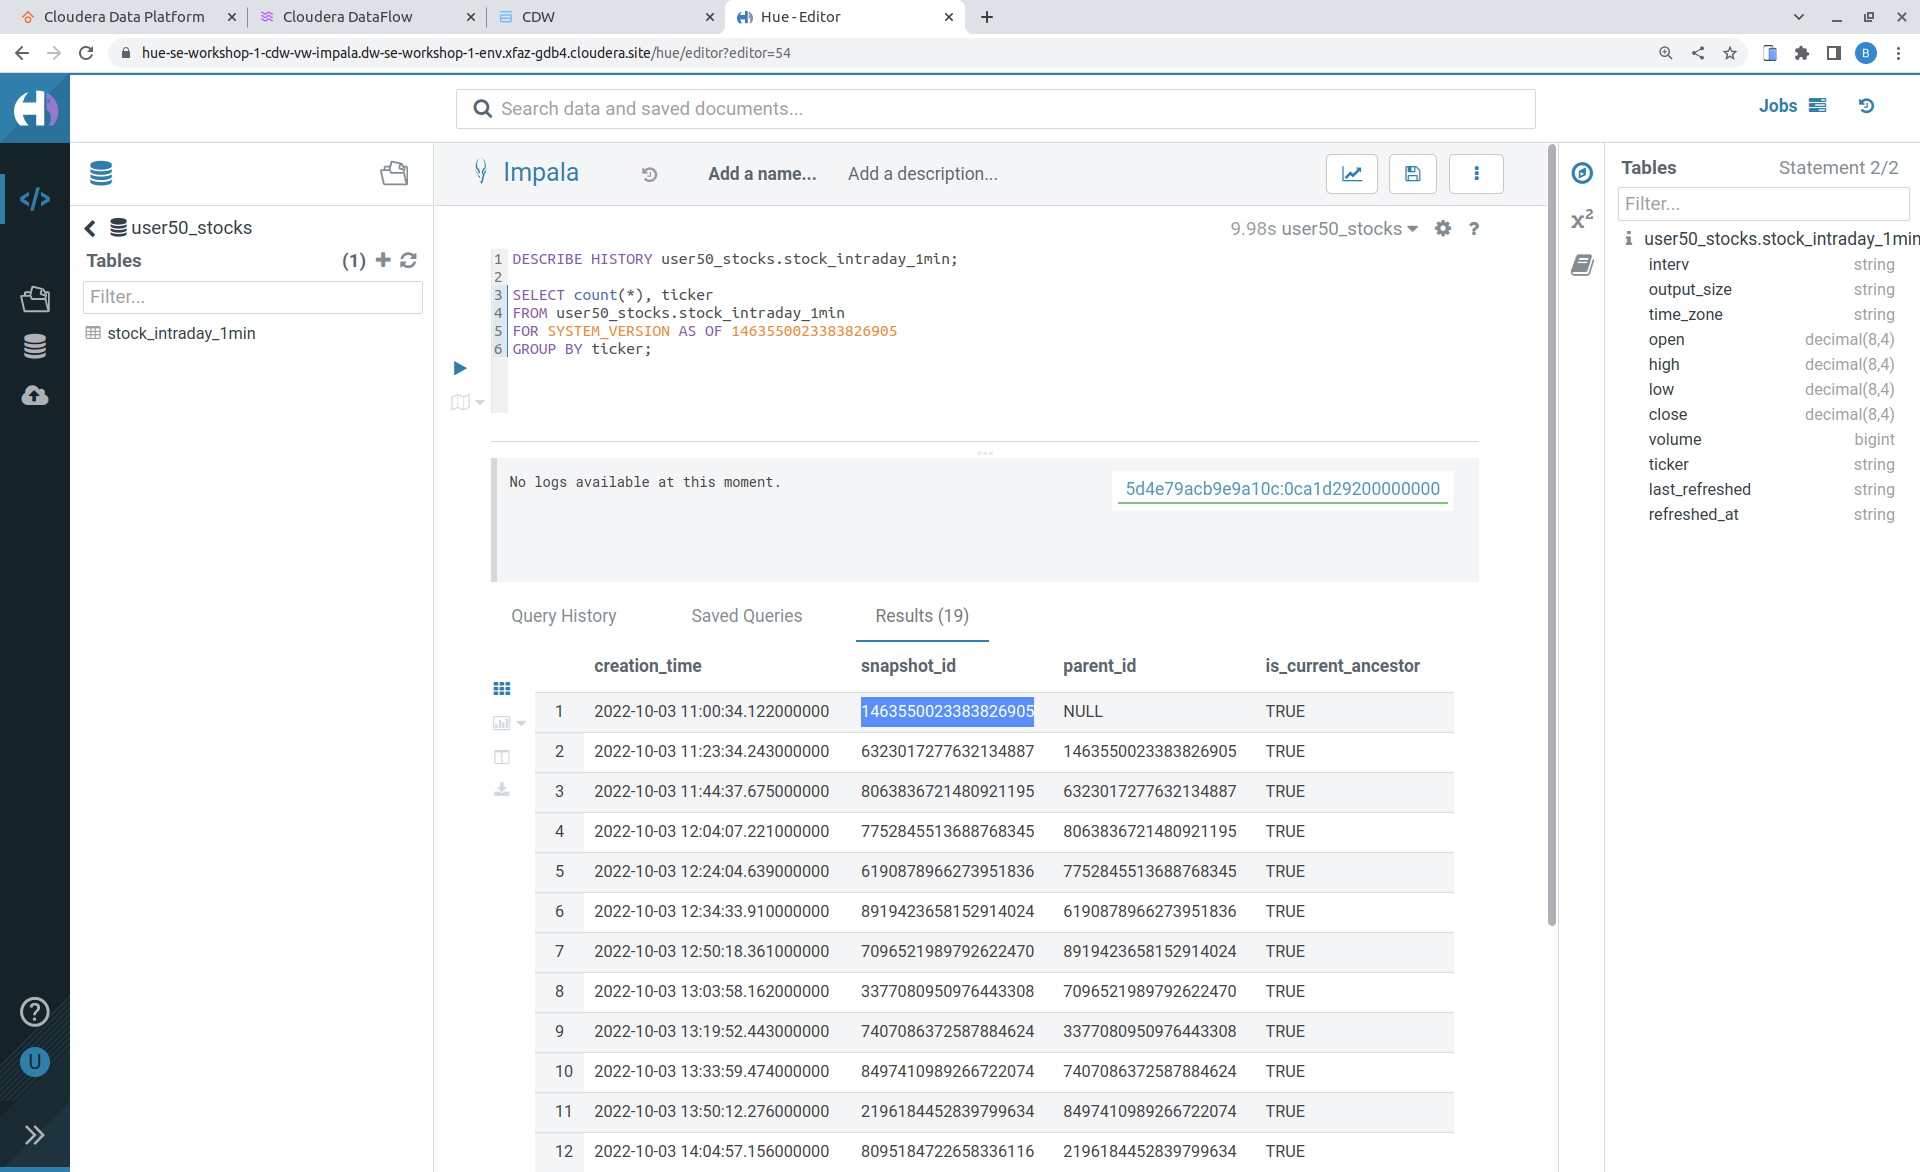 Cloudera Data Platform
Cloudera DataFlow
CDW
Hue - Editor
hue-se-workshop-1-cdw-vw-impala.dw-se-workshop-1-env.xfaz-gdb4.cloudera.site/hue/editor?editor=54
B
Search data and saved documents...
Jobs
Impala
Add a name...
Add a description...
Tables
Statement 2/2
Filter...
user50_stocks
Tables
(1)
Filter...
stock_intraday_1min
9.98s user50_stocks
?
1 DESCRIBE HISTORY user50_stocks.stock_intraday_1min;
2
3 SELECT count(*), ticker
4 FROM user50_stocks.stock_intraday_1min
5 FOR SYSTEM_VERSION AS OF 1463550023383826905
6 GROUP BY ticker;
x²
user50_stocks.stock_intraday_1min
interv string
output_size string
time_zone string
open decimal(8,4)
high decimal(8,4)
low decimal(8,4)
close decimal(8,4)
volume bigint
ticker string
last_refreshed string
refreshed_at string
No logs available at this moment.
5d4e79acb9e9a10c:0ca1d29200000000
Query History
Saved Queries
Results (19)
creation_time snapshot_id parent_id is_current_ancestor
1 2022-10-03 11:00:34.122000000 1463550023383826905 NULL TRUE
2 2022-10-03 11:23:34.243000000 6323017277632134887 1463550023383826905 TRUE
3 2022-10-03 11:44:37.675000000 8063836721480921195 6323017277632134887 TRUE
4 2022-10-03 12:04:07.221000000 7752845513688768345 8063836721480921195 TRUE
5 2022-10-03 12:24:04.639000000 6190878966273951836 7752845513688768345 TRUE
6 2022-10-03 12:34:33.910000000 8919423658152914024 6190878966273951836 TRUE
7 2022-10-03 12:50:18.361000000 7096521989792622470 8919423658152914024 TRUE
8 2022-10-03 13:03:58.162000000 3377080950976443308 7096521989792622470 TRUE
9 2022-10-03 13:19:52.443000000 7407086372587884624 3377080950976443308 TRUE
10 2022-10-03 13:33:59.474000000 8497410989266722074 7407086372587884624 TRUE
11 2022-10-03 13:50:12.276000000 2196184452839799634 8497410989266722074 TRUE
12 2022-10-03 14:04:57.156000000 8095184722658336116 2196184452839799634 TRUE
?
U